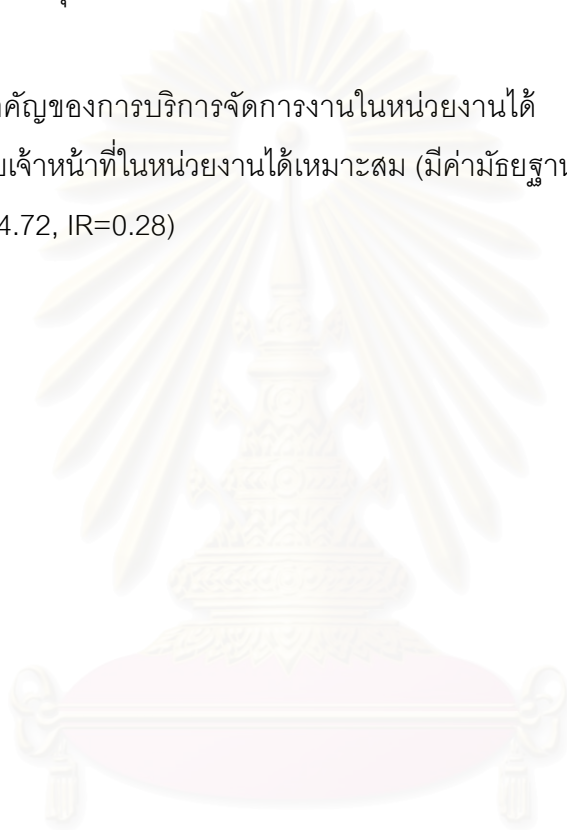 คัญของการบริการจัดการงานในหน่วยงานได้
เจ้าหน้าที่ในหน่วยงานได้เหมาะสม (มีค่ามัธยฐาน
4.72, IR=0.28)